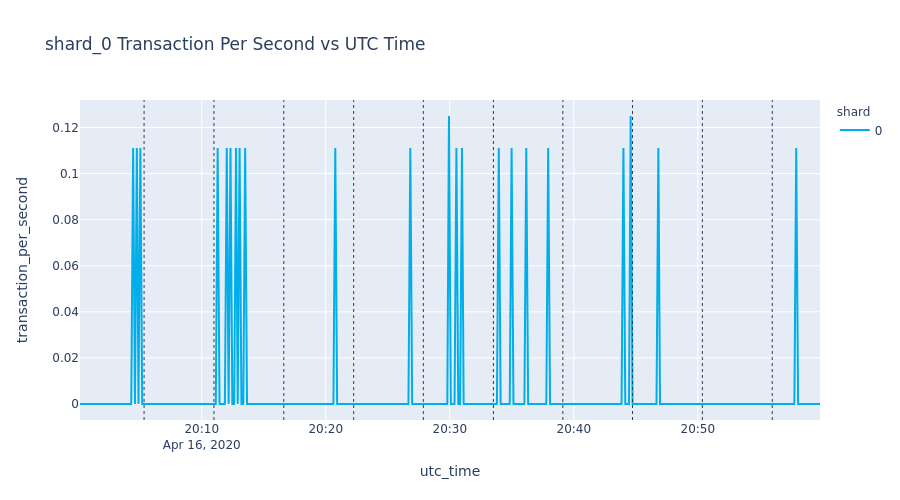 shard_0 Transaction Per Second vs UTC Time
shard
0
0.12
0.1
0.08
0.06
0.04
0.02
0
transaction_per_second
20:10
20:20
20:30
20:40
20:50
Apr 16, 2020
utc_time